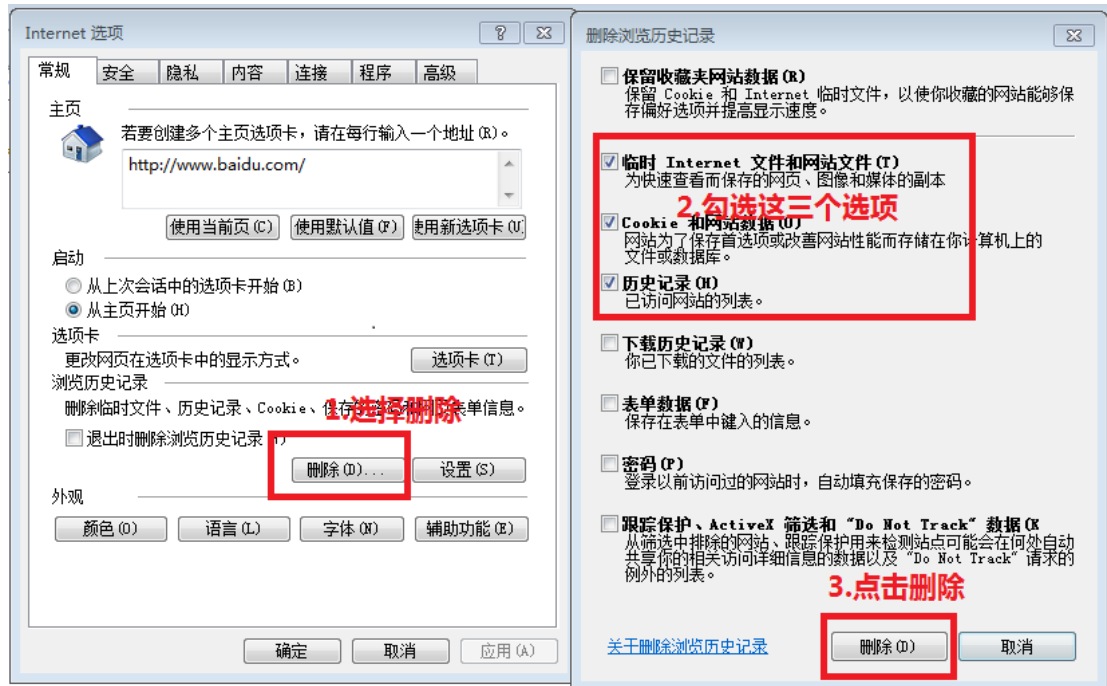 Internet 选项
常规 安全 隐私 内容 连接 程序 高级
主页
若要创建多个主页选项卡，请在每行输入一个地址(R)。
http://www.baidu.com/
使用当前页(C) 使用默认值(F) 使用新选项卡(U)
启动
从上次会话中的选项卡开始(B)
从主页开始(H)
选项卡
更改网页在选项卡中的显示方式。 选项卡(T)
浏览历史记录
删除临时文件、历史记录、Cookie、保存 表单信息。
1.选择删除
退出时删除浏览历史记录
删除(D)... 设置(S)
外观
颜色(O) 语言(L) 字体(N) 辅助功能(E)
确定 取消 应用(A)
删除浏览历史记录
保留收藏夹网站数据(R)
保留 Cookie 和 Internet 临时文件，以使你收藏的网站能够保
存偏好选项并提高显示速度。
临时 Internet 文件和网站文件(T)
为快速查看而保存的网页、图像和媒体的副本
2.勾选这三个选项
Cookie 和网站数据(O)
网站为了保存首选项或改善网站性能而存储在你计算机上的
文件或数据库。
历史记录(H)
已访问网站的列表。
下载历史记录(W)
你已下载的文件的列表。
表单数据(F)
保存在表单中键入的信息。
密码(P)
登录以前访问过的网站时，自动填充保存的密码。
跟踪保护、ActiveX 筛选和 “Do Not Track” 数据(K
从筛选中排除的网站、跟踪保护用来检测站点可能会在何处自动
共享你的相关访问详细信息的数据以及 “Do Not Track” 请求的
例外的列表。
3.点击删除
关于删除浏览历史记录 删除(D) 取消